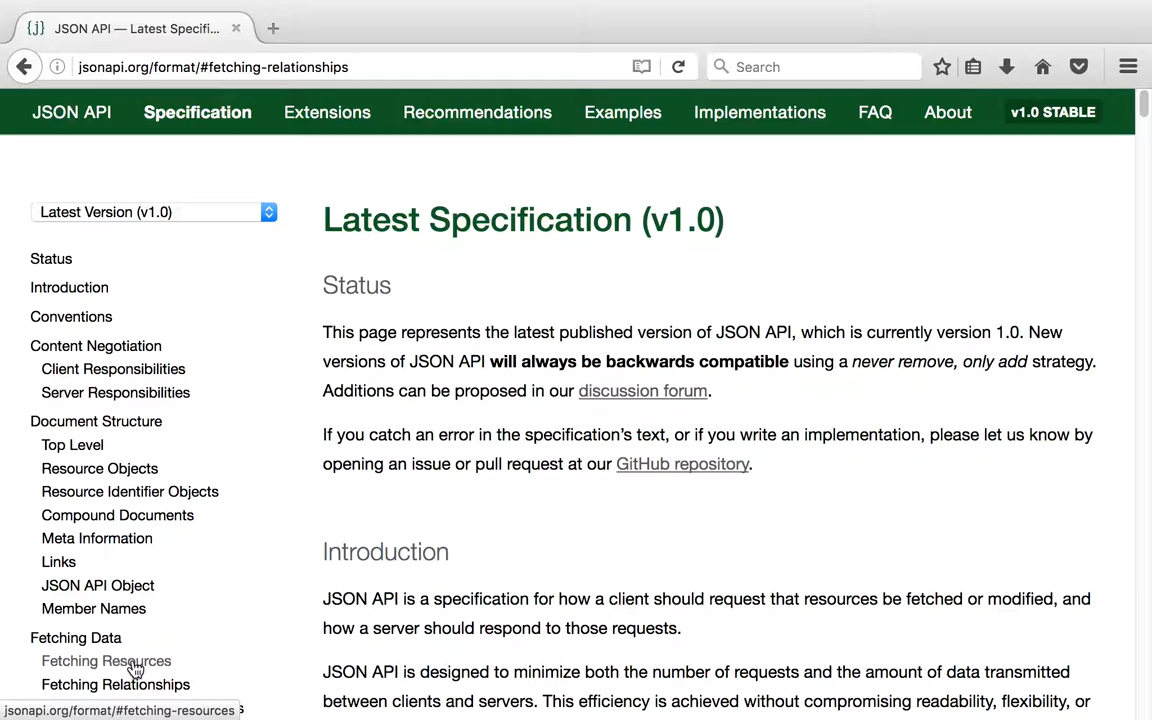 {j} JSON API — Latest Specifi...
jsonapi.org/format/#fetching-relationships
Search
JSON API Specification Extensions Recommendations Examples Implementations FAQ About v1.0 STABLE
Latest Version (v1.0)
Status
Introduction
Conventions
Content Negotiation
Client Responsibilities
Server Responsibilities
Document Structure
Top Level
Resource Objects
Resource Identifier Objects
Compound Documents
Meta Information
Links
JSON API Object
Member Names
Fetching Data
Fetching Resources
Fetching Relationships
jsonapi.org/format/#fetching-resources
Latest Specification (v1.0)
Status
This page represents the latest published version of JSON API, which is currently version 1.0. New
versions of JSON API will always be backwards compatible using a never remove, only add strategy.
Additions can be proposed in our discussion forum.
If you catch an error in the specification’s text, or if you write an implementation, please let us know by
opening an issue or pull request at our GitHub repository.
Introduction
JSON API is a specification for how a client should request that resources be fetched or modified, and
how a server should respond to those requests.
JSON API is designed to minimize both the number of requests and the amount of data transmitted
between clients and servers. This efficiency is achieved without compromising readability, flexibility, or